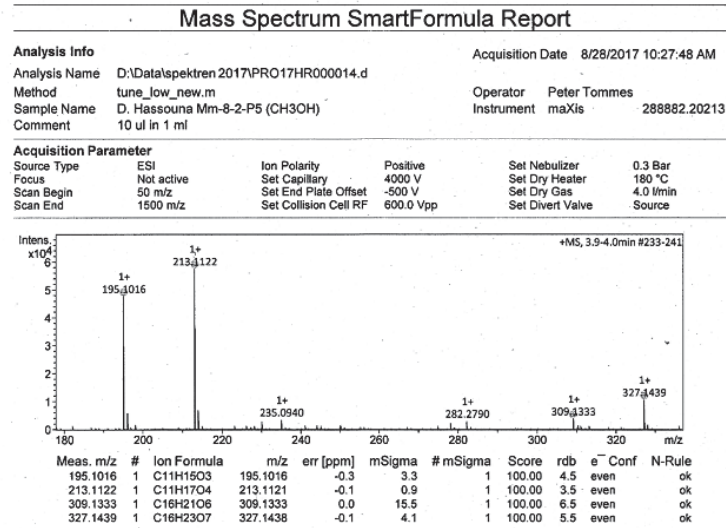 Mass Spectrum SmartFormula Report
Analysis Info Acquisition Date 8/28/2017 10:27:48 AM
Analysis Name D:\Data\spektren 2017\PRO17HR000014.d
Method tune_low_new.m Operator Peter Tommes
Sample Name D. Hassouna Mm-8-2-P5 (CH3OH) Instrument maXis 288882.20213
Comment 10 ul in 1 ml
Acquisition Parameter
Source Type ESI Ion Polarity Positive Set Nebulizer 0.3 Bar
Focus Not active Set Capillary 4000 V Set Dry Heater 180 °C
Scan Begin 50 m/z Set End Plate Offset -500 V Set Dry Gas 4.0 l/min
Scan End 1500 m/z Set Collision Cell RF 600.0 Vpp Set Divert Valve Source
Intens. +MS, 3.9-4.0min #233-241
x10⁴
6 1+
213.1122
1+
195.1016
5
4
3
2
1+
327.1439
1 1+ 1+ 1+
235.0940 282.2790 309.1333
0
180 200 220 240 260 280 300 320 m/z
Meas. m/z # Ion Formula m/z err [ppm] mSigma # mSigma Score rdb e⁻ Conf N-Rule
195.1016 1 C11H15O3 195.1016 -0.3 3.3 1 100.00 4.5 even ok
213.1122 1 C11H17O4 213.1121 -0.1 0.9 1 100.00 3.5 even ok
309.1333 1 C16H21O6 309.1333 0.0 15.5 1 100.00 6.5 even ok
327.1439 1 C16H23O7 327.1438 -0.1 4.1 1 100.00 5.5 even ok